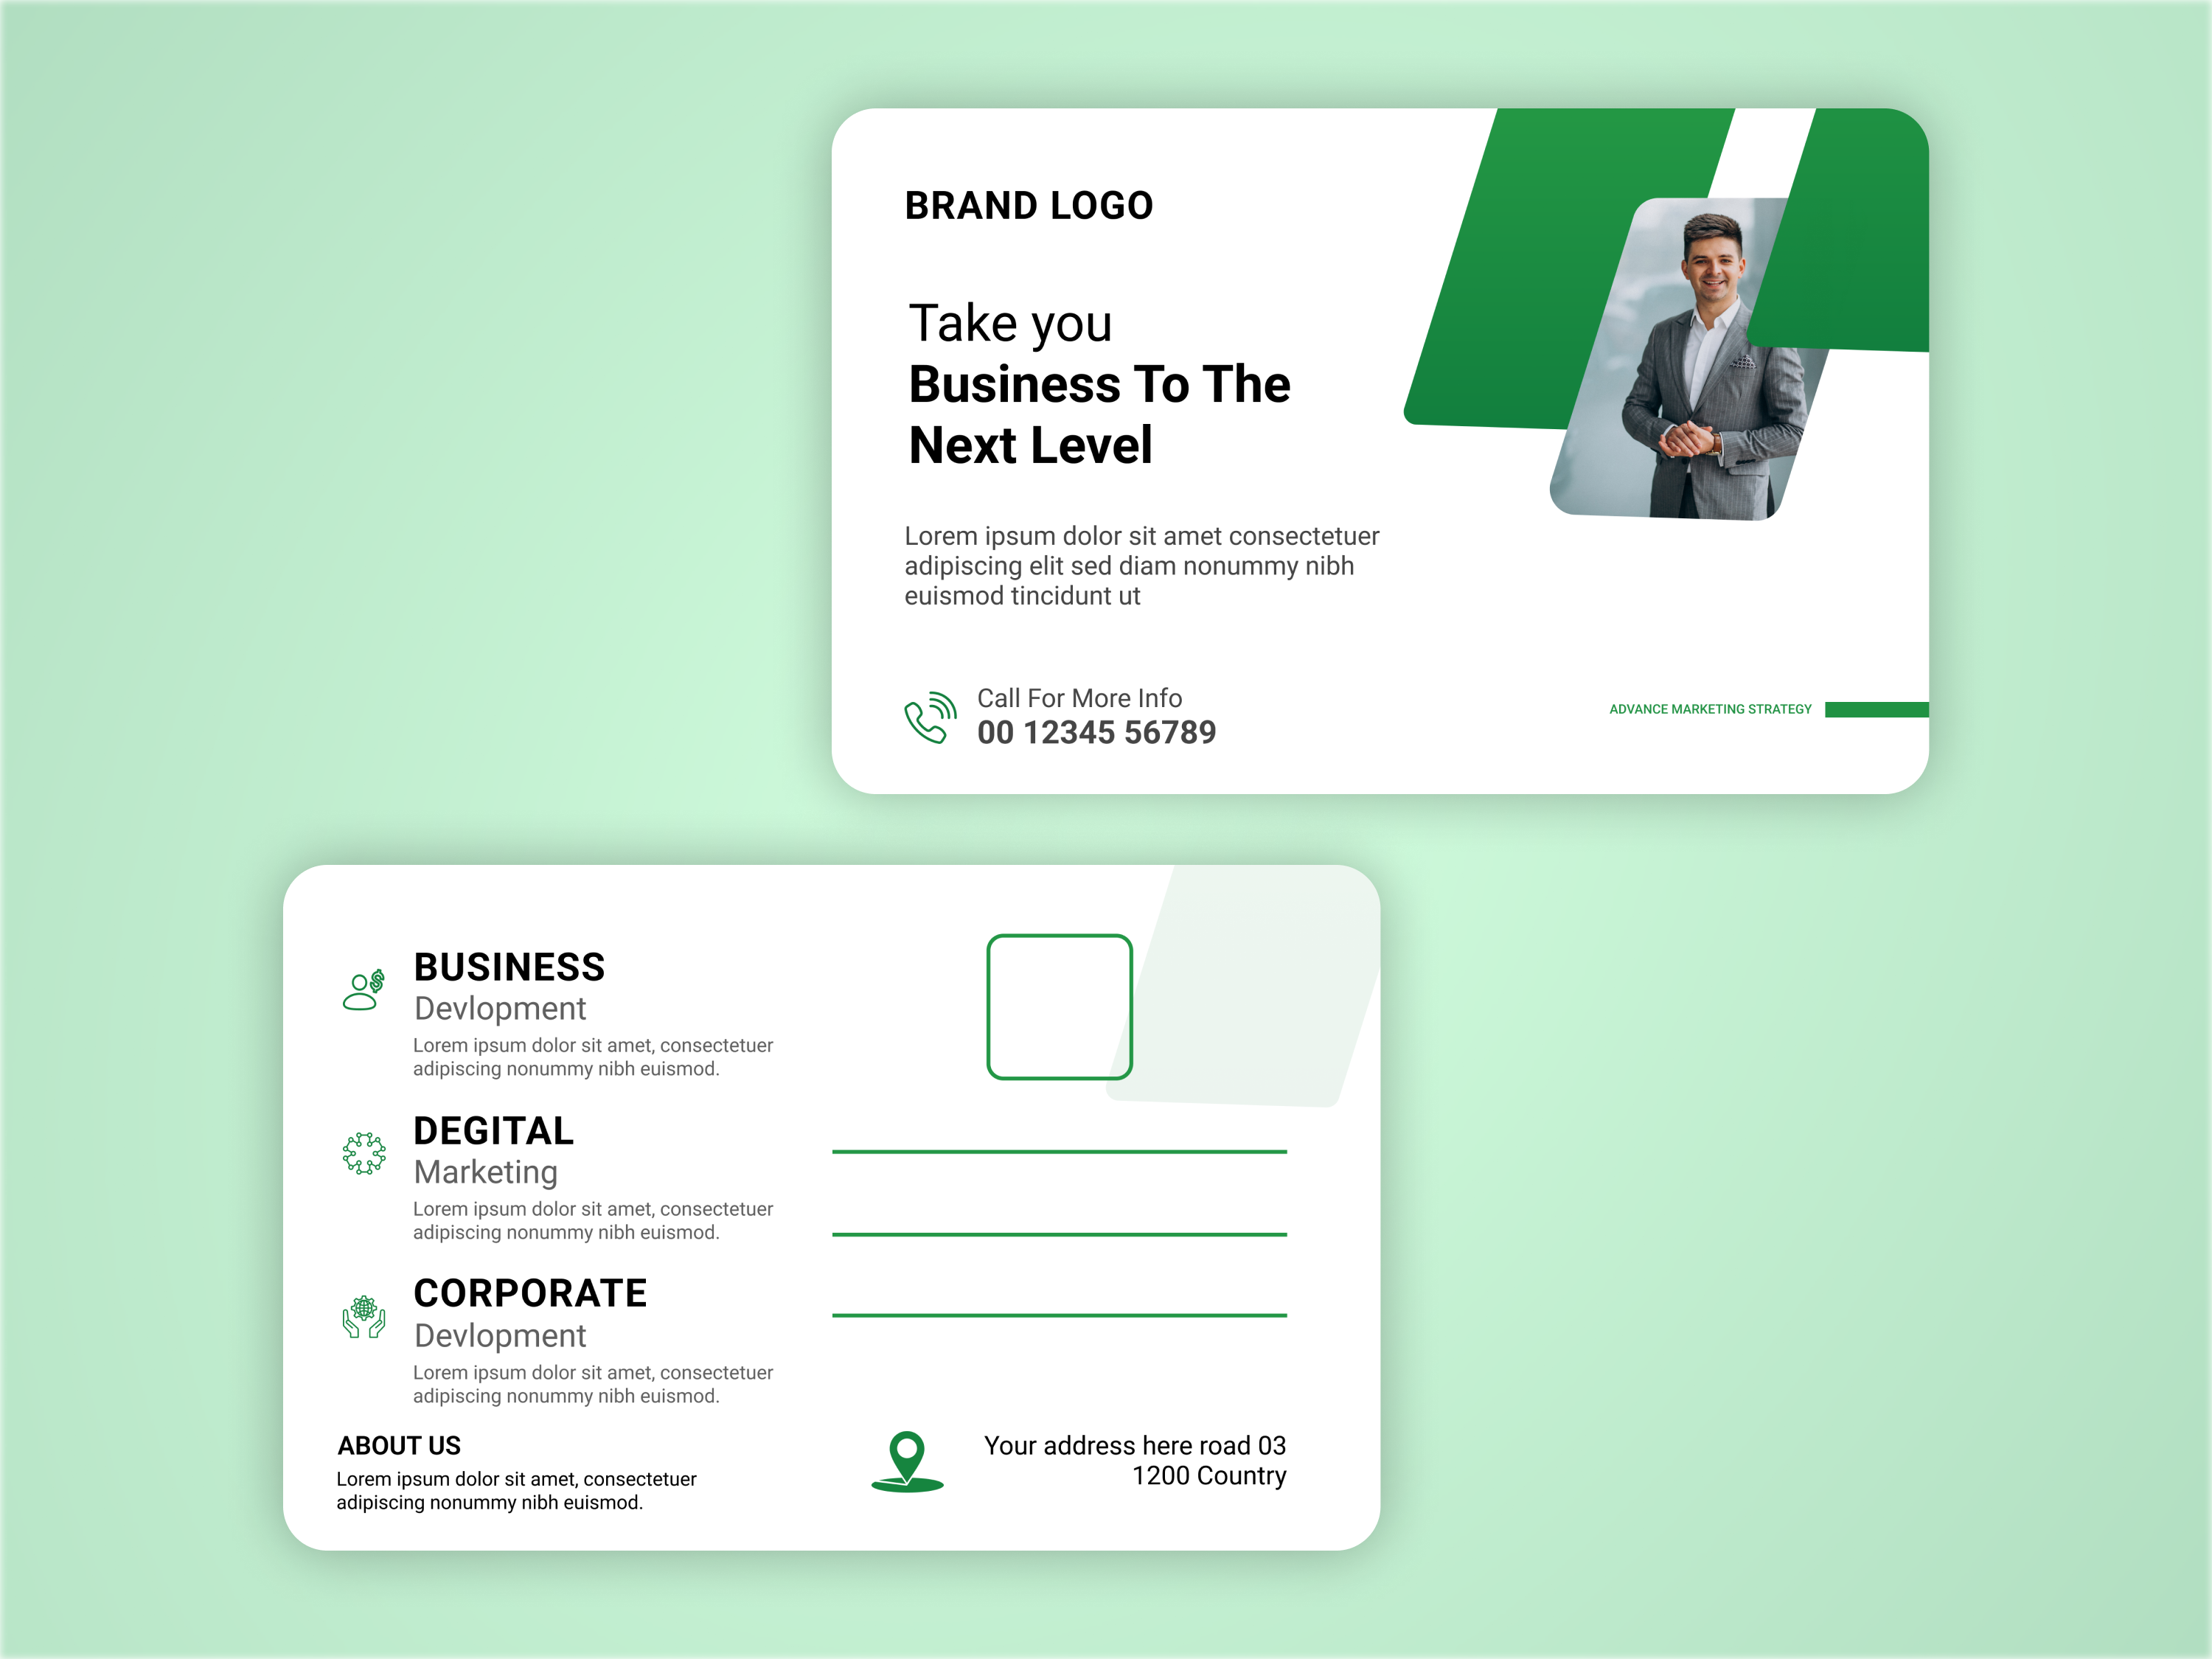 BRAND LOGO
Take you
Business To The
Next Level
Lorem ipsum dolor sit amet consectetuer
adipiscing elit sed diam nonummy nibh
euismod tincidunt ut
Call For More Info
00 12345 56789
ADVANCE MARKETING STRATEGY
BUSINESS
Devlopment
Lorem ipsum dolor sit amet, consectetuer
adipiscing nonummy nibh euismod.
DEGITAL
Marketing
Lorem ipsum dolor sit amet, consectetuer
adipiscing nonummy nibh euismod.
CORPORATE
Devlopment
Lorem ipsum dolor sit amet, consectetuer
adipiscing nonummy nibh euismod.
ABOUT US
Lorem ipsum dolor sit amet, consectetuer
adipiscing nonummy nibh euismod.
Your address here road 03
1200 Country